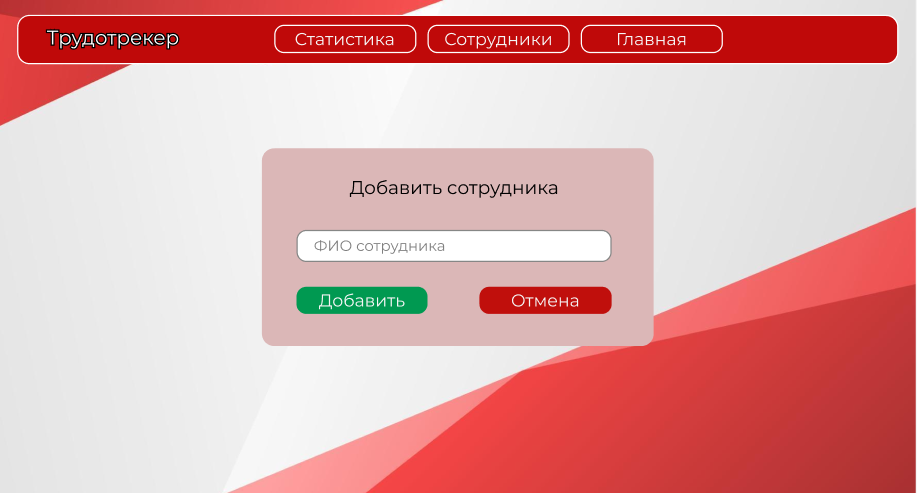 Трудотрекер
Статистика
Сотрудники
Главная
Добавить сотрудника
ФИО сотрудника
Добавить
Отмена